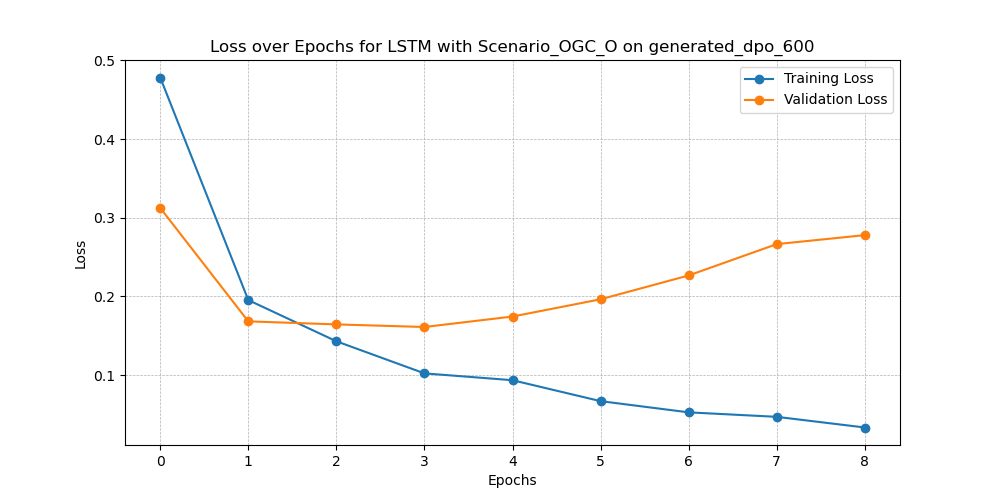 Loss over Epochs for LSTM with Scenario_OGC_O on generated_dpo_600
Training Loss
Validation Loss
Loss
0.5
0.4
0.3
0.2
0.1
0 1 2 3 4 5 6 7 8
Epochs